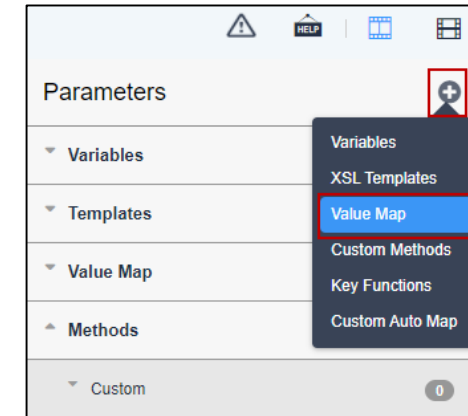 HELP
Parameters
Variables
Templates
Value Map
Methods
Custom
0
Variables
XSL Templates
Value Map
Custom Methods
Key Functions
Custom Auto Map